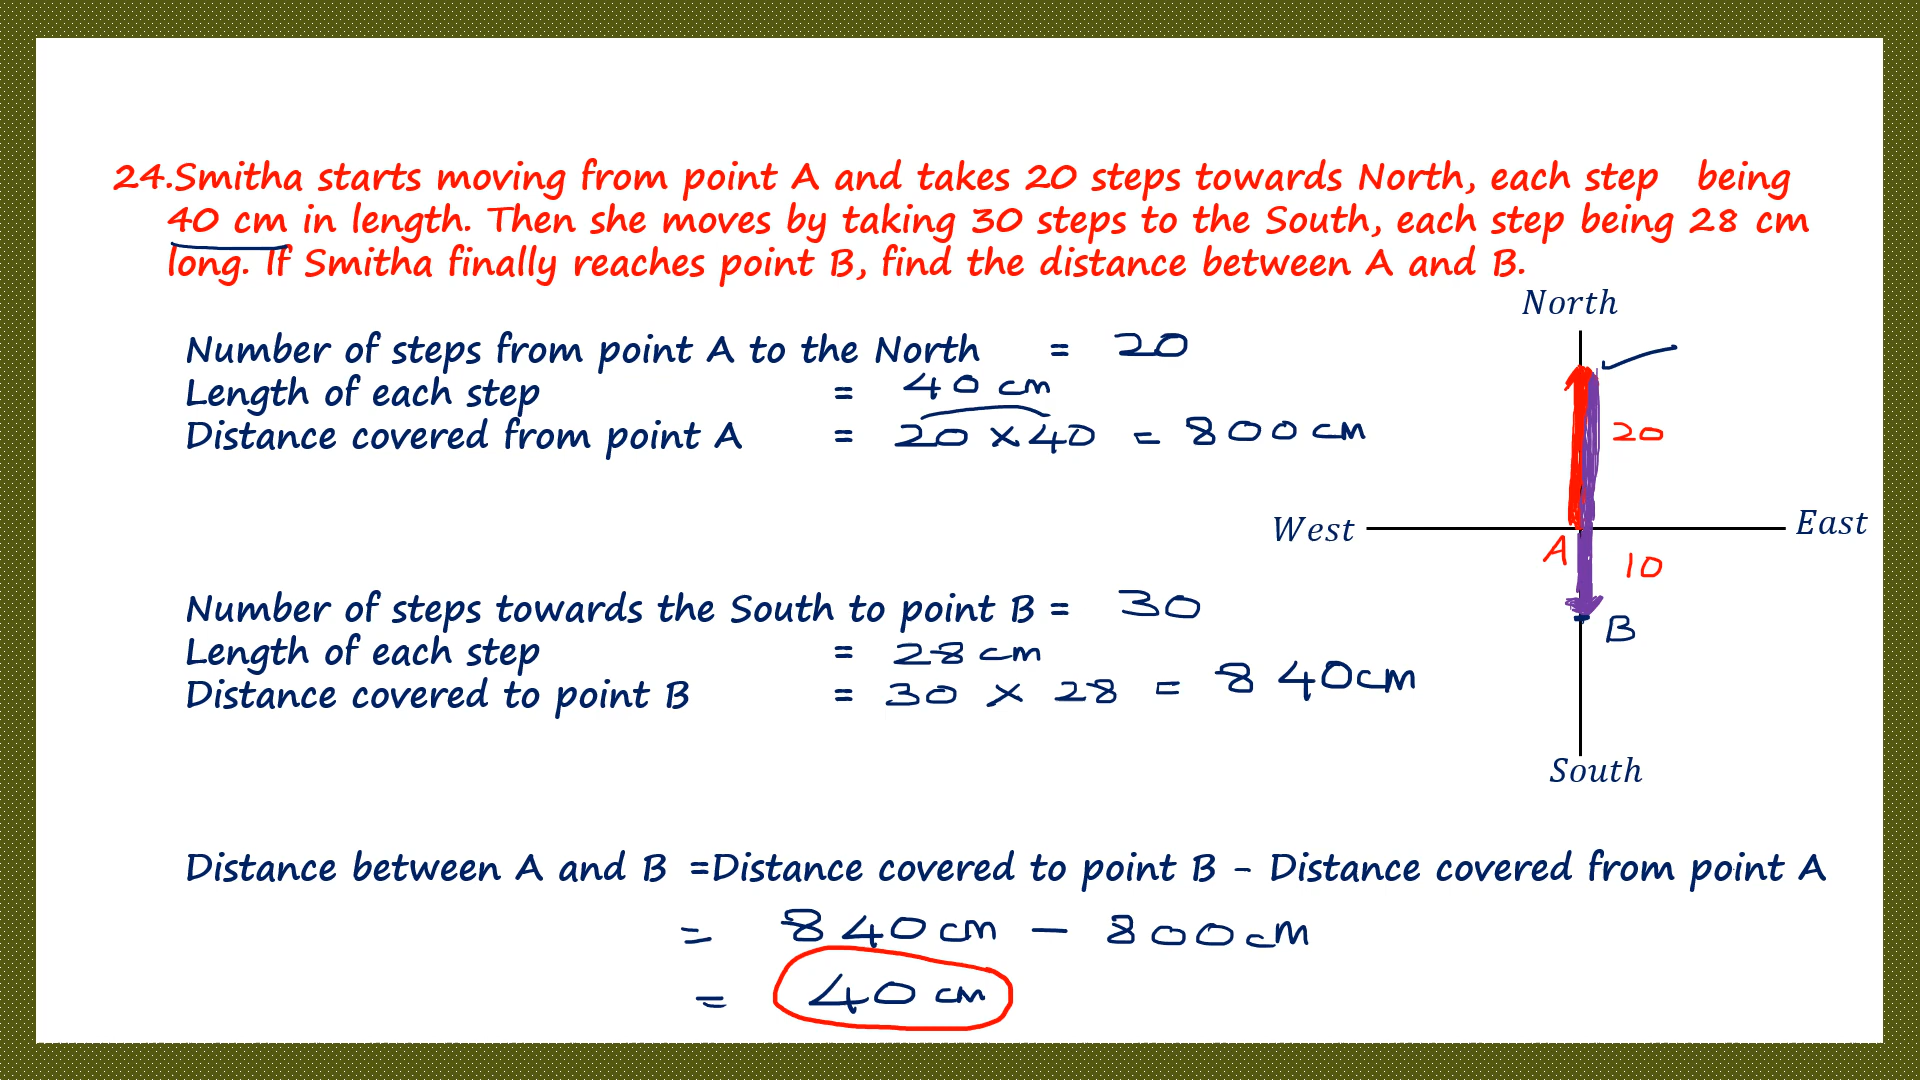 24.Smitha starts moving from point A and takes 20 steps towards North, each step being
40 cm in length. Then she moves by taking 30 steps to the South, each step being 28 cm
long. If Smitha finally reaches point B, find the distance between A and B.
North
Number of steps from point A to the North = 20
Length of each step = 40 cm
Distance covered from point A = 20 × 40 = 800 cm
20
West
East
A
10
Number of steps towards the South to point B = 30
B
Length of each step = 28 cm
Distance covered to point B = 30 × 28 = 840cm
South
Distance between A and B =Distance covered to point B - Distance covered from point A
= 840 cm - 800 cm
= 40 cm